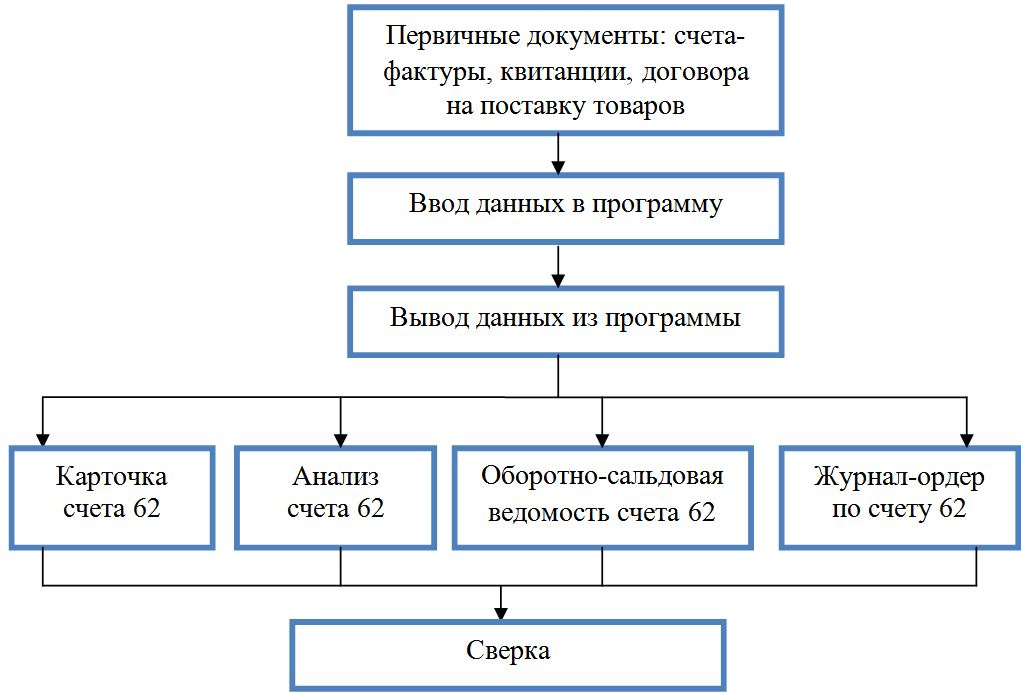 Первичные документы: счета-
фактуры, квитанции, договора
на поставку товаров
Ввод данных в программу
Вывод данных из программы
Карточка
счета 62
Анализ
счета 62
Оборотно-сальдовая
ведомость счета 62
Журнал-ордер
по счету 62
Сверка